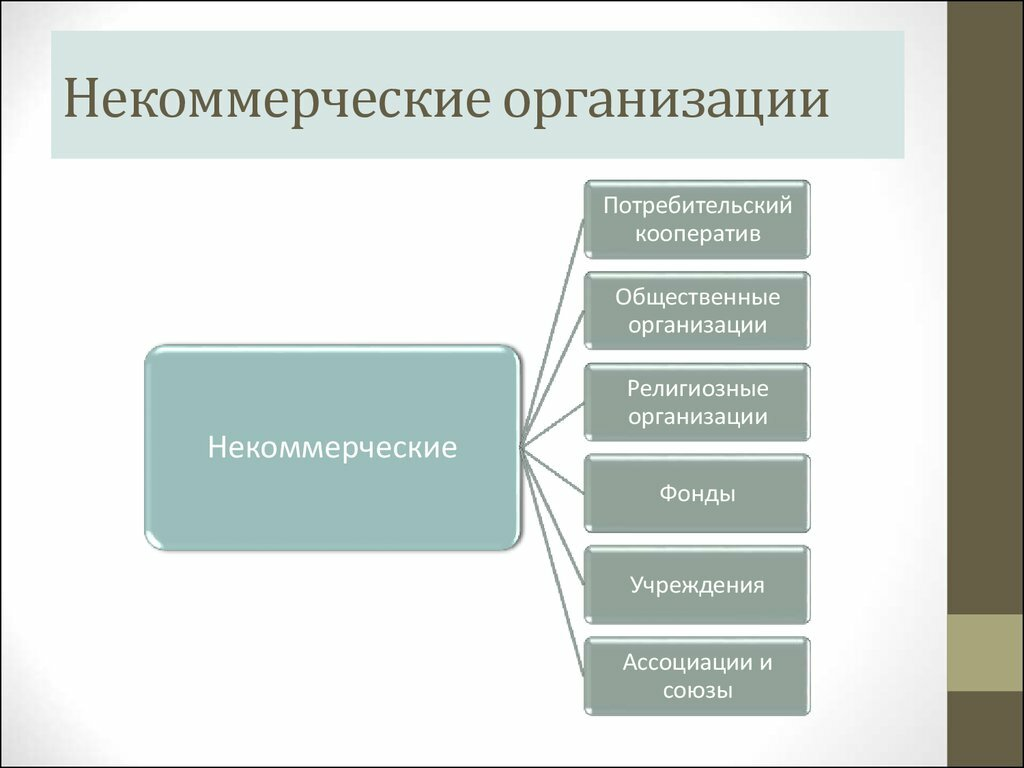 Некоммерческие организации
Потребительский
кооператив
Общественные
организации
Религиозные
организации
Некоммерческие
Фонды
Учреждения
Ассоциации и
союзы